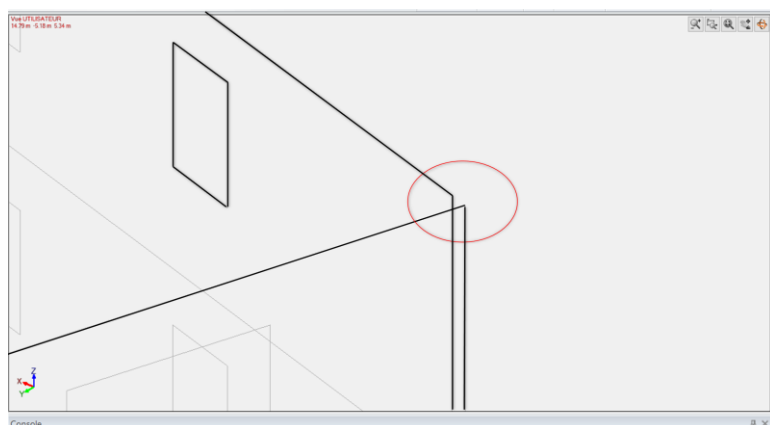 Vue UTILISATEUR
14.79 m -5.18 m 5.34 m
Z
X
Y
Console